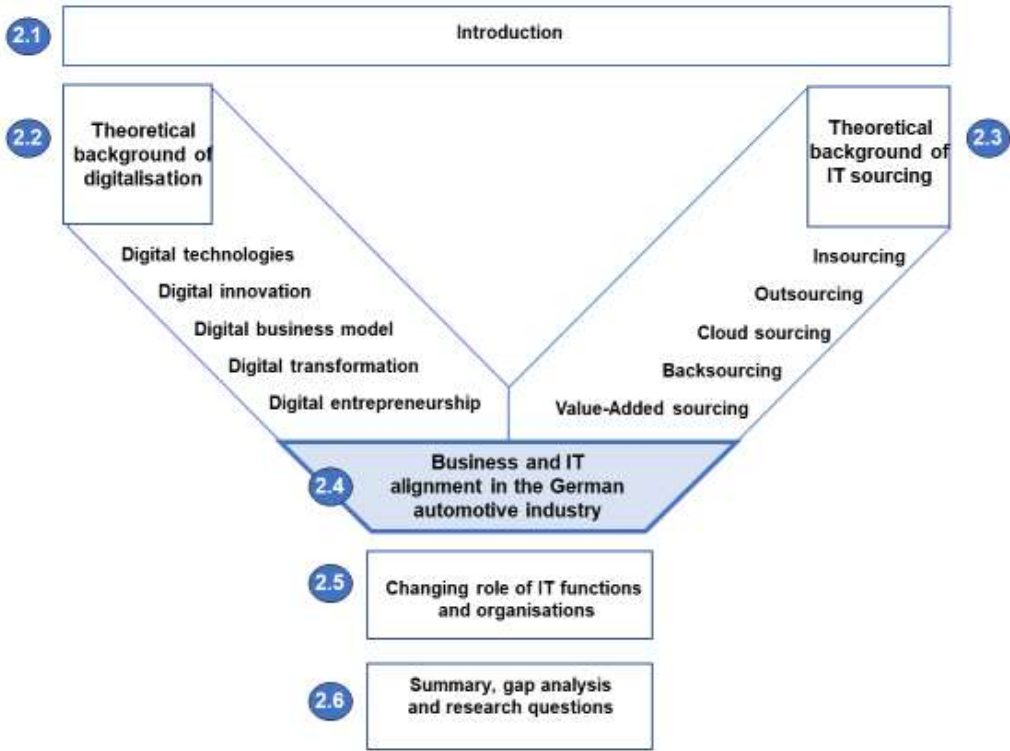 2.1
Introduction
2.2
Theoretical
background of
digitalisation
Theoretical
background of
IT sourcing
2.3
Digital technologies
Digital innovation
Digital business model
Digital transformation
Digital entrepreneurship
Insourcing
Outsourcing
Cloud sourcing
Backsourcing
Value-Added sourcing
2.4
Business and IT
alignment in the German
automotive industry
2.5
Changing role of IT functions
and organisations
2.6
Summary, gap analysis
and research questions